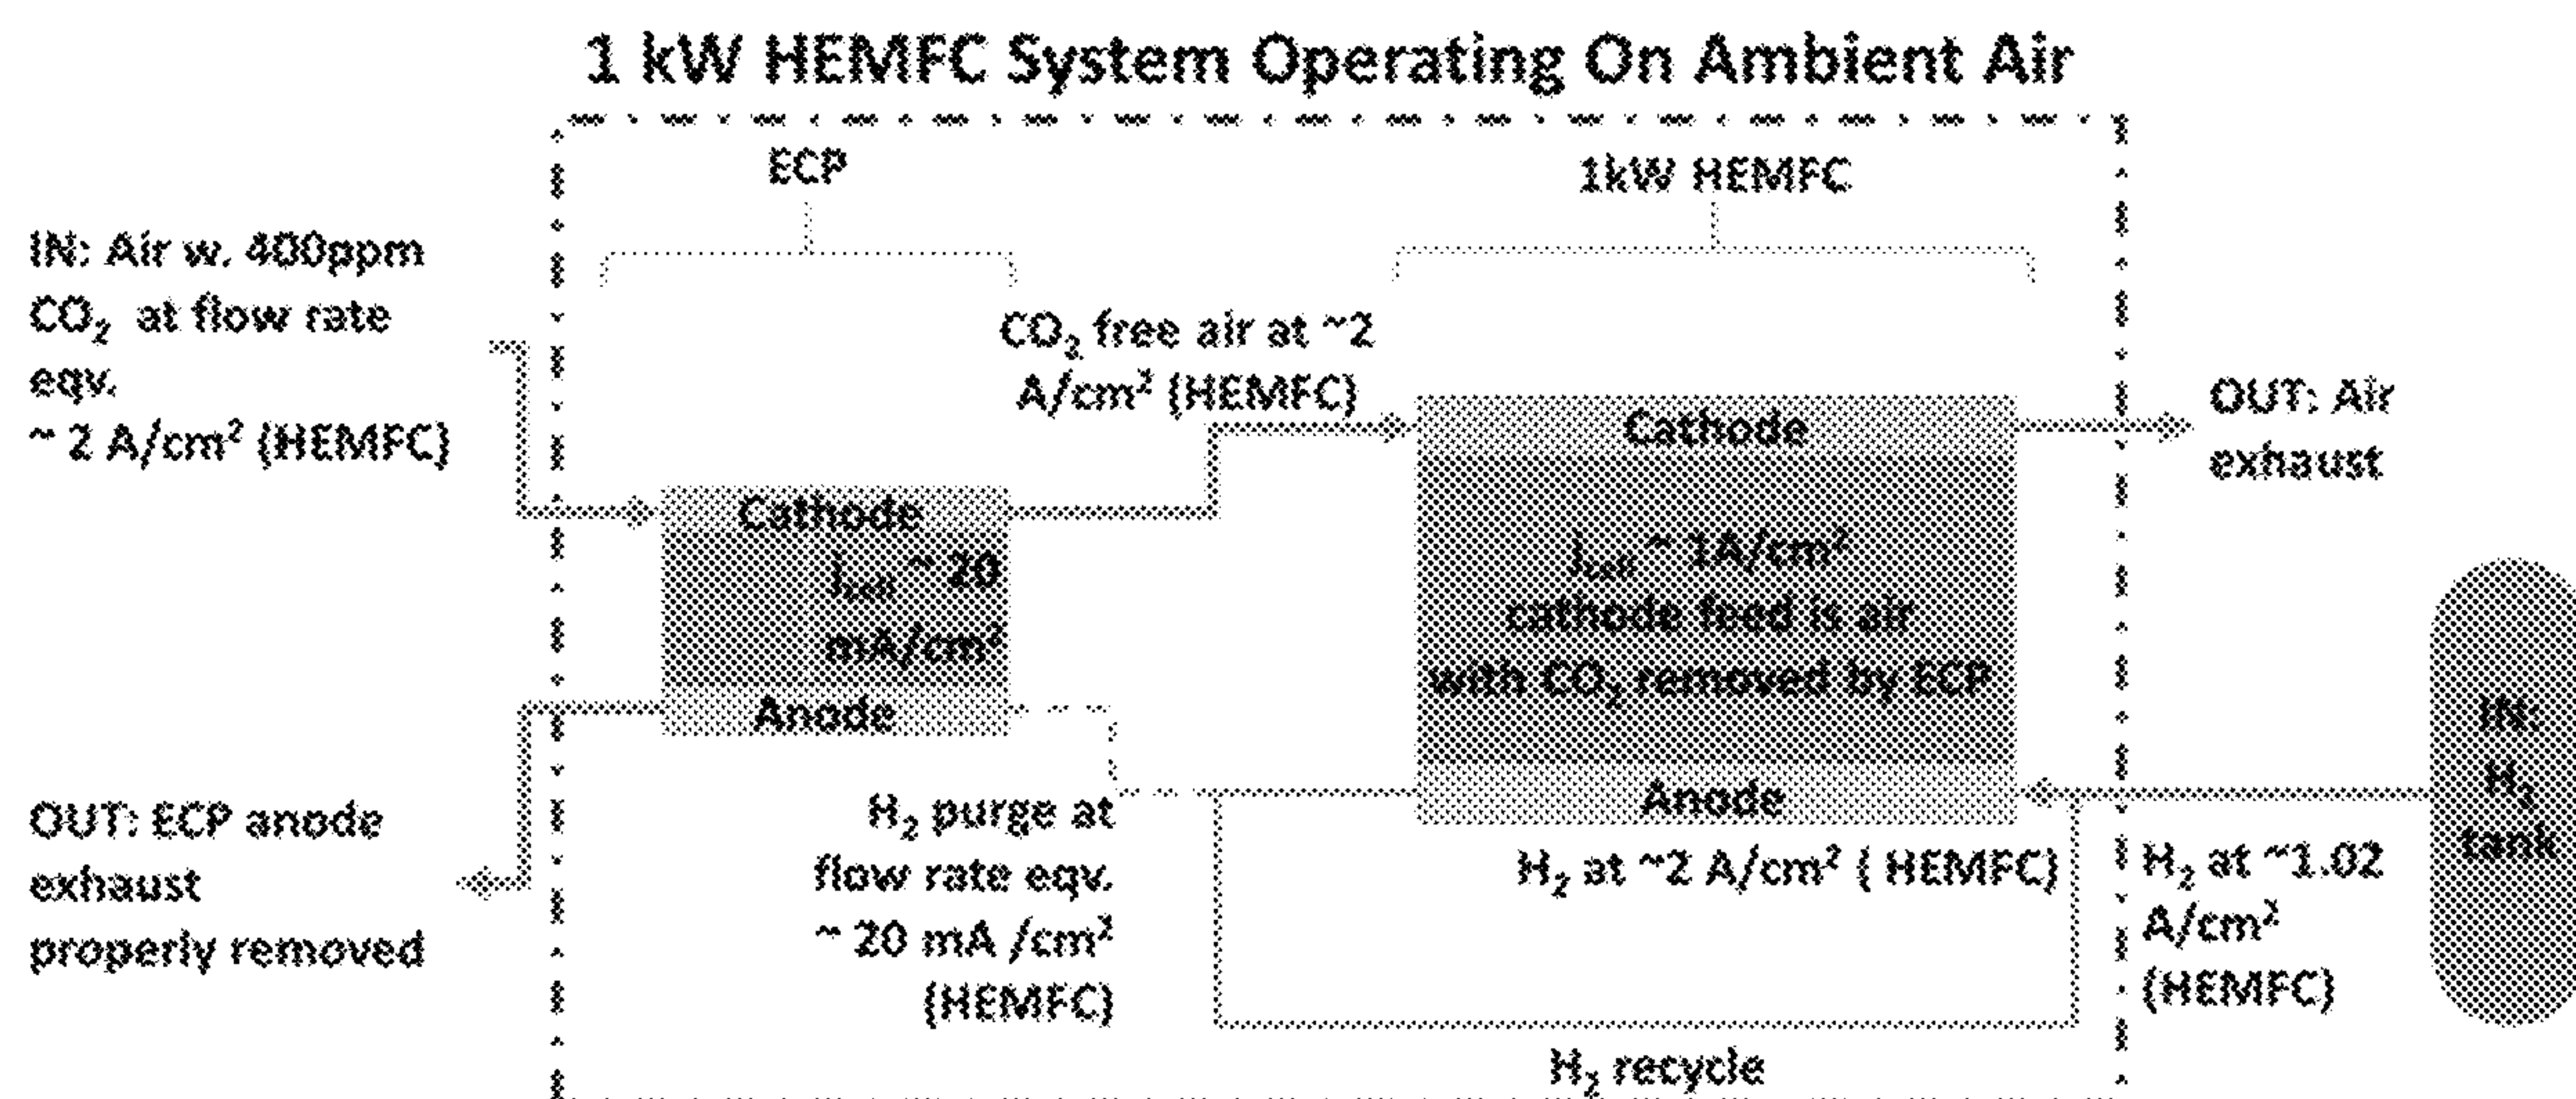 1 kW HEMFC System Operating On Ambient Air
ECP
1kW HEMFC
IN: Air w. 400ppm
CO₂ at flow rate
eqv.
~ 2 A/cm² (HEMFC)
CO₂ free air at ~2
A/cm² (HEMFC)
OUT: Air
exhaust
Cathode
j_cell ~ 20
mA/cm²
Anode
Cathode
j_cell ~ 1A/cm²
cathode feed is air
with CO₂ removed by ECP
Anode
IN:
H₂
tank
OUT: ECP anode
exhaust
properly removed
H₂ purge at
flow rate eqv.
~ 20 mA /cm²
(HEMFC)
H₂ at ~2 A/cm² ( HEMFC)
H₂ at ~1.02
A/cm²
(HEMFC)
H₂ recycle